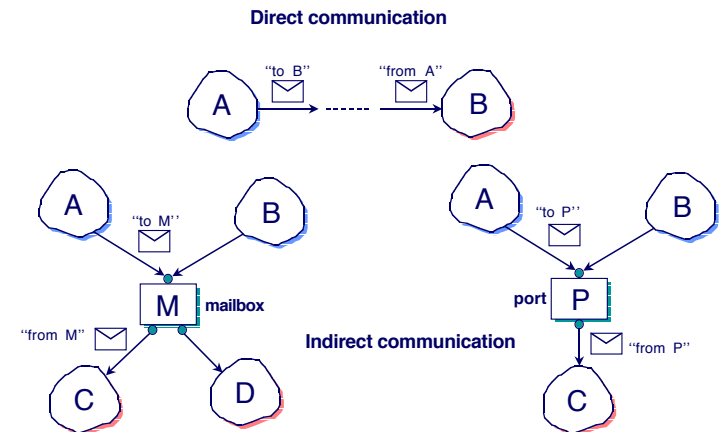 Direct communication
‘‘to B’’
‘‘from A’’
A
B
A
B
‘‘to M’’
M
mailbox
‘‘from M’’
C
D
A
B
‘‘to P’’
port
P
Indirect communication
‘‘from P’’
C